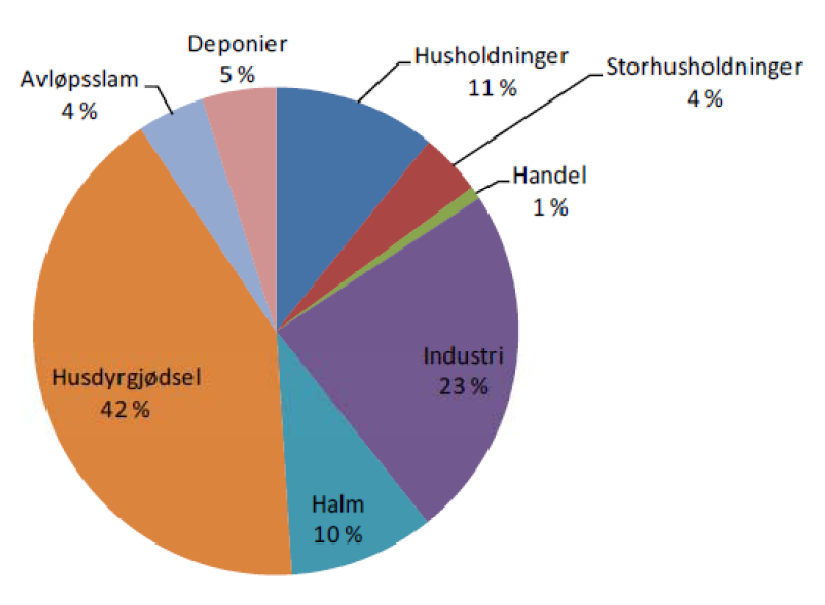 Deponier
5 %
Husholdninger
11 %
Storhusholdninger
4 %
Avløpsslam
4 %
Handel
1 %
Industri
23 %
Husdyrgjødsel
42 %
Halm
10 %